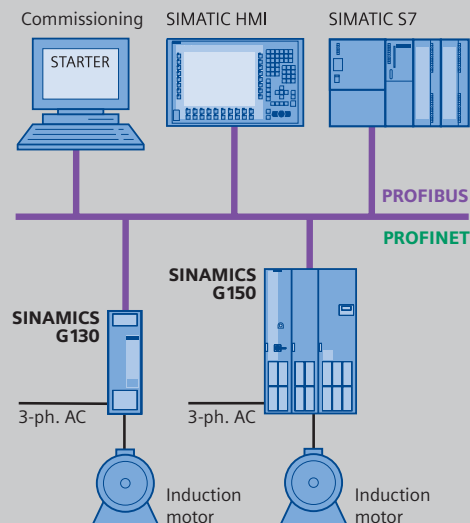 Commissioning
SIMATIC HMI
SIMATIC S7
STARTER
PROFIBUS
PROFINET
SINAMICS
G150
SINAMICS
G130
3-ph. AC
3-ph. AC
Induction
motor
Induction
motor